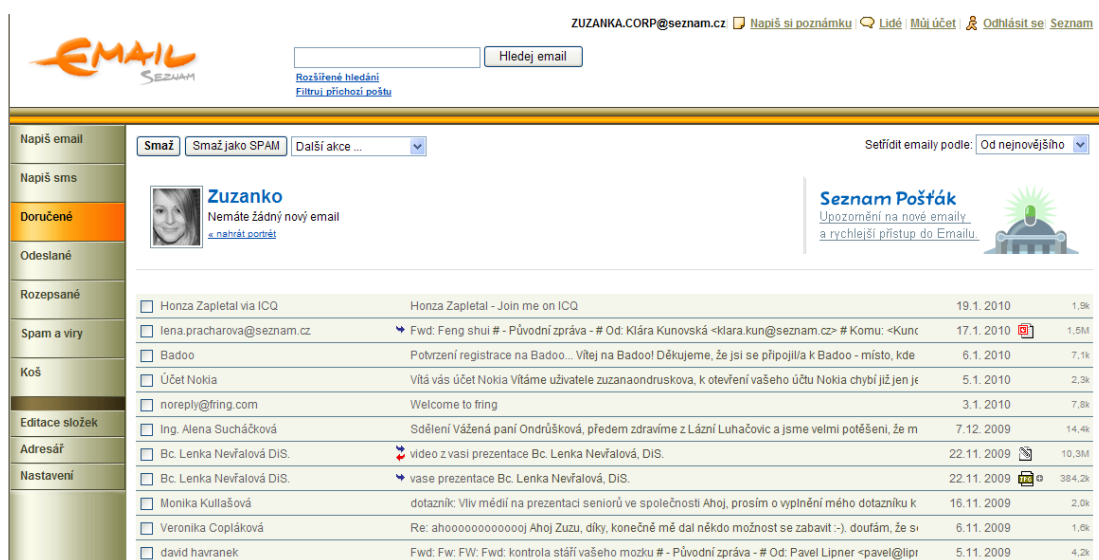 ZUZANKA.CORP@seznam.cz | Napiš si poznámku | Lidé | Můj účet | Odhlásit se | Seznam
EMAIL
SEZNAM
Hledej email
Rozšířené hledání
Filtruj příchozí poštu
Napiš email
Napiš sms
Doručené
Odeslané
Rozepsané
Spam a viry
Koš
Editace složek
Adresář
Nastavení
Smaž Smaž jako SPAM Další akce ... Setřídit emaily podle: Od nejnovějšího
Zuzanko
Nemáte žádný nový email
« nahrát portrét
Seznam Pošťák
Upozornění na nové emaily
a rychlejší přístup do Emailu.
Honza Zapletal via ICQ Honza Zapletal - Join me on ICQ 19.1. 2010 1,9k
lena.pracharova@seznam.cz Fwd: Feng shui # - Původní zpráva - # Od: Klára Kunovská <klara.kun@seznam.cz> # Komu: <Kunc 17.1. 2010 1,5M
Badoo Potvrzení registrace na Badoo... Vítej na Badoo! Děkujeme, že jsi se připojil/a k Badoo - místo, kde 6.1. 2010 7,1k
Účet Nokia Vítá vás účet Nokia Vítáme uživatele zuzanaondruskova, k otevření vašeho účtu Nokia chybí již jen je 5.1. 2010 2,3k
noreply@fring.com Welcome to fring 3.1. 2010 7,8k
Ing. Alena Sucháčková Sdělení Vážená paní Ondrůšková, předem zdravíme z Lázní Luhačovic a jsme velmi potěšeni, že m 7.12. 2009 14,4k
Bc. Lenka Nevřalová DiS. video z vasi prezentace Bc. Lenka Nevřalová, DiS. 22.11. 2009 10,3M
Bc. Lenka Nevřalová DiS. vase prezentace Bc. Lenka Nevřalová, DiS. 22.11. 2009 JPG 384,2k
Monika Kullašová dotazník: Vliv médií na prezentaci seniorů ve společnosti Ahoj, prosím o vyplnění mého dotazníku k 16.11. 2009 2,0k
Veronika Copláková Re: ahooooooooooooj Ahoj Zuzu, díky, konečně mě dal někdo možnost se zabavit :-). doufám, že s 6.11. 2009 1,6k
david havranek Fwd: Fw: FW: Fwd: kontrola stáří vašeho mozku # - Původní zpráva - # Od: Pavel Lipner <pavel@lipr 5.11. 2009 4,2k